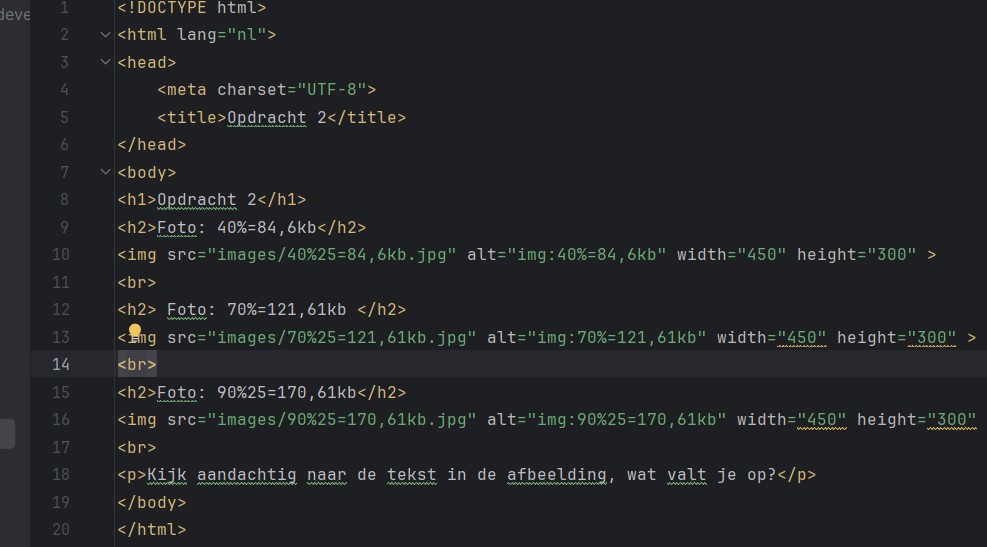 deve
1 <!DOCTYPE html>
2 <html lang="nl">
3 <head>
4 <meta charset="UTF-8">
5 <title>Opdracht 2</title>
6 </head>
7 <body>
8 <h1>Opdracht 2</h1>
9 <h2>Foto: 40%=84,6kb</h2>
10 <img src="images/40%25=84,6kb.jpg" alt="img:40%=84,6kb" width="450" height="300" >
11 <br>
12 <h2> Foto: 70%=121,61kb </h2>
13 <img src="images/70%25=121,61kb.jpg" alt="img:70%=121,61kb" width="450" height="300" >
14 <br>
15 <h2>Foto: 90%25=170,61kb</h2>
16 <img src="images/90%25=170,61kb.jpg" alt="img:90%25=170,61kb" width="450" height="300"
17 <br>
18 <p>Kijk aandachtig naar de tekst in de afbeelding, wat valt je op?</p>
19 </body>
20 </html>